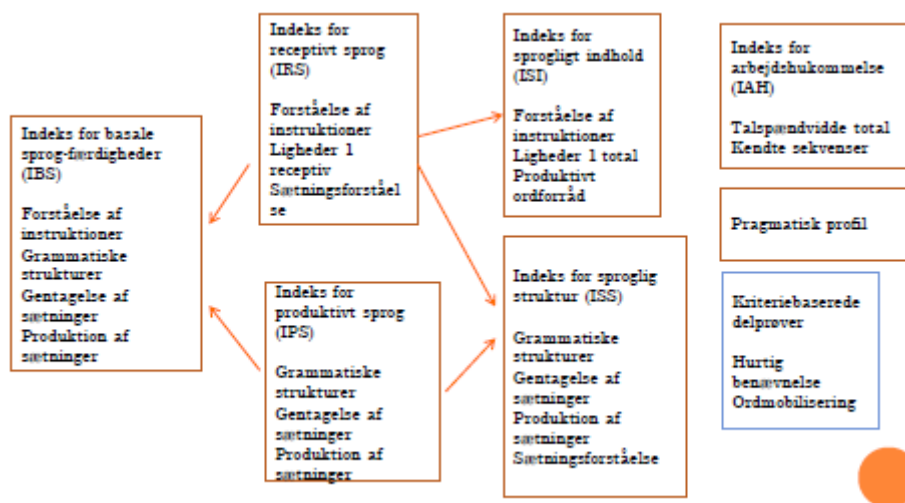 Indeks for basale
sprog-færdigheder
(IBS)
Forståelse af
instruktioner
Grammatiske
strukturer
Gentagelse af
sætninger
Produktion af
sætninger
Indeks for
receptivt sprog
(IRS)
Forståelse af
instruktioner
Ligheder 1
receptiv
Sætningsforståel
se
Indeks for
produktivt sprog
(IPS)
Grammatiske
strukturer
Gentagelse af
sætninger
Produktion af
sætninger
Indeks for
sprogligt indhold
(ISI)
Forståelse af
instruktioner
Ligheder 1 total
Produktivt
ordforråd
Indeks for sproglig
struktur (ISS)
Grammatiske
strukturer
Gentagelse af
sætninger
Produktion af
sætninger
Sætningsforståelse
Indeks for
arbejdshukommelse
(IAH)
Talspændvidde total
Kendte sekvenser
Pragmatisk profil
Kriteriebaserede
delprøver
Hurtig
benævnelse
Ordmobilisering